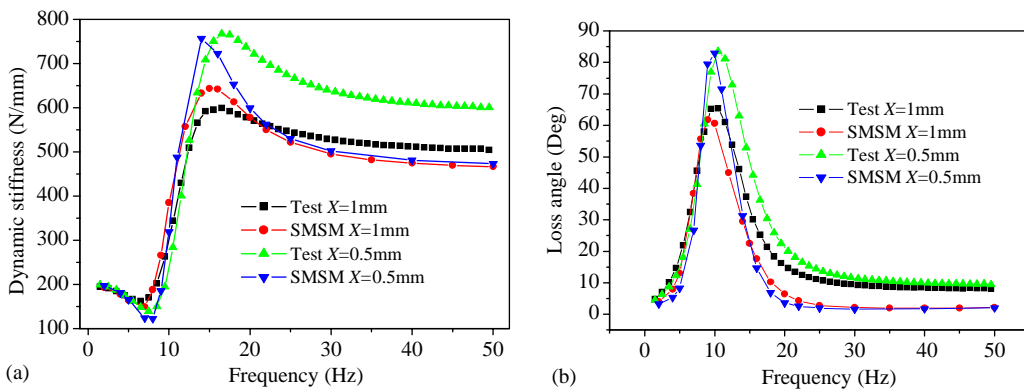 800
700
600
500
400
300
200
100
Dynamic stiffness (N/mm)
Test X=1mm
SMSM X=1mm
Test X=0.5mm
SMSM X=0.5mm
0 10 20 30 40 50
Frequency (Hz)
(a)
90
80
70
60
50
40
30
20
10
0
Loss angle (Deg)
Test X=1mm
SMSM X=1mm
Test X=0.5mm
SMSM X=0.5mm
0 10 20 30 40 50
Frequency (Hz)
(b)